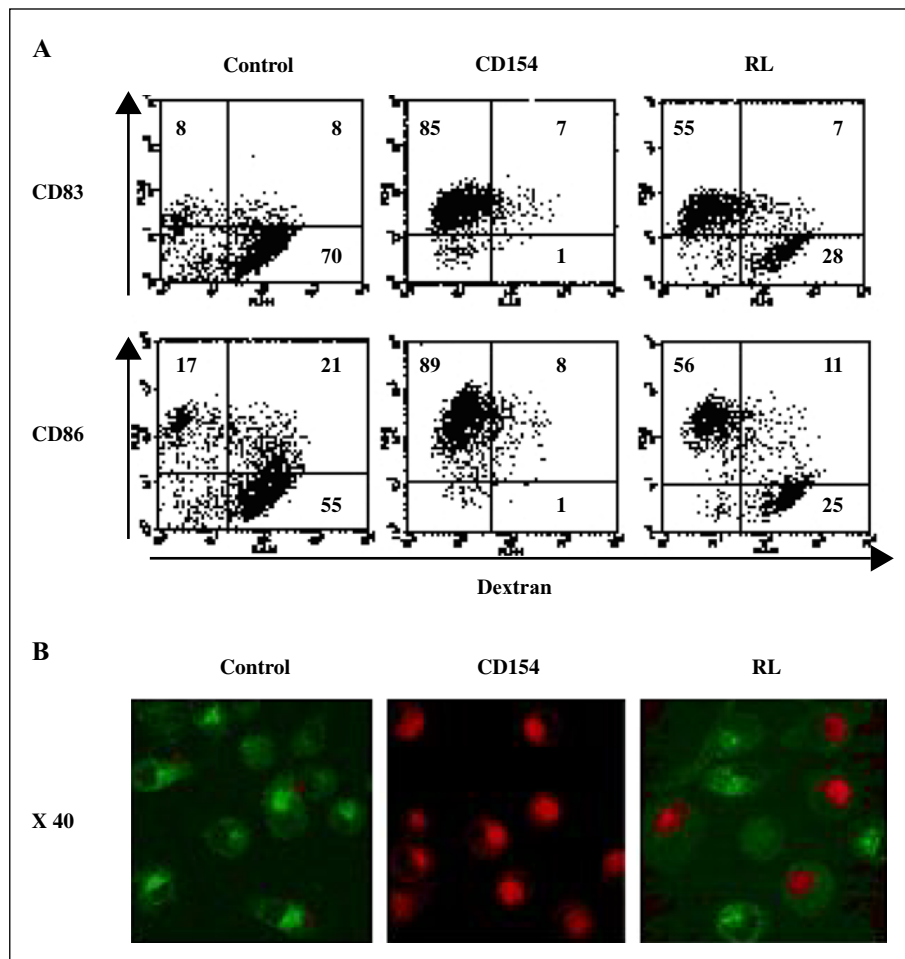 A
Control CD154 RL
CD83
8 8 70
85 7 1
55 7 28
CD86
17 21 55
89 8 1
56 11 25
Dextran
B
Control CD154 RL
X 40